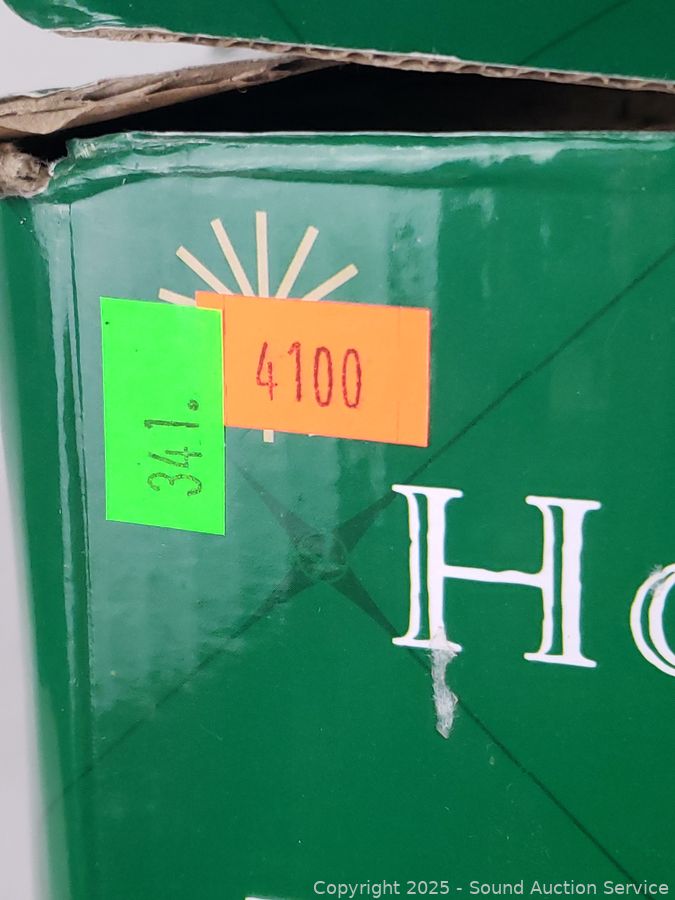 4100
341.
H
Copyright 2025 - Sound Auction Service